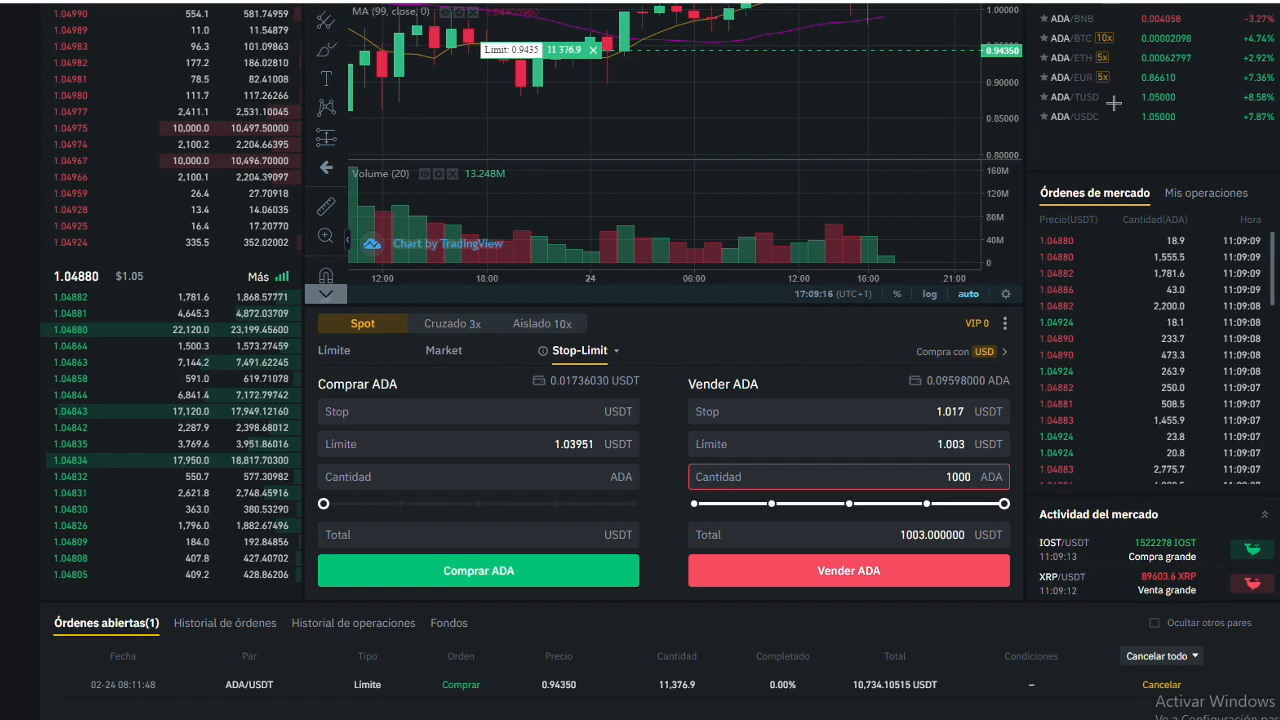 1.04990 554.1 581.74959
1.04989 11.0 11.54879
1.04983 96.3 101.09863
1.04982 177.2 186.02810
1.04981 78.5 82.41008
1.04980 111.7 117.26266
1.04977 2,411.1 2,531.10045
1.04975 10,000.0 10,497.50000
1.04974 2,100.2 2,204.66395
1.04967 10,000.0 10,496.70000
1.04966 2,100.1 2,204.39097
1.04959 26.4 27.70918
1.04928 13.4 14.06035
1.04925 16.4 17.20770
1.04924 335.5 352.02002
1.04880 $1.05 Más
1.04882 1,781.6 1,868.57771
1.04881 4,645.3 4,872.03709
1.04880 22,120.0 23,199.45600
1.04864 1,500.3 1,573.27459
1.04863 7,144.2 7,491.62245
1.04858 591.0 619.71078
1.04844 6,841.4 7,172.79742
1.04843 17,120.0 17,949.12160
1.04842 2,287.9 2,398.68012
1.04835 3,769.6 3,951.86016
1.04834 17,950.0 18,817.70300
1.04832 550.7 577.30982
1.04831 2,621.8 2,748.45916
1.04830 363.0 380.53290
1.04826 1,796.0 1,882.67496
1.04809 184.0 192.84856
1.04808 407.8 427.40702
1.04805 409.2 428.86206
MA (99, close, 0)
Limit: 0.9435 11 376.9
1.00000
0.94350
0.90000
0.85000
0.80000
Volume (20) 13.248M
160M
120M
80M
40M
0
Chart by TradingView
12:00 18:00 24 06:00 12:00 16:00 21:00
17:09:16 (UTC+1) % log auto
Spot Cruzado 3x Aislado 10x VIP 0
Límite Market Stop-Limit Compra con USD
Comprar ADA 0.01736030 USDT
Stop USDT
Límite 1.03951 USDT
Cantidad ADA
Total USDT
Comprar ADA
Vender ADA 0.09598000 ADA
Stop 1.017 USDT
Límite 1.003 USDT
Cantidad 1000 ADA
Total 1003.000000 USDT
Vender ADA
ADA/BNB 0.004058 -3.27%
ADA/BTC 10x 0.00002098 +4.74%
ADA/ETH 5x 0.00062797 +2.92%
ADA/EUR 5x 0.86610 +7.36%
ADA/TUSD 1.05000 +8.58%
ADA/USDC 1.05000 +7.87%
Órdenes de mercado Mis operaciones
Precio(USDT) Cantidad(ADA) Hora
1.04880 18.9 11:09:09
1.04880 1,555.5 11:09:09
1.04882 1,781.6 11:09:09
1.04886 43.0 11:09:09
1.04882 2,200.0 11:09:08
1.04924 18.1 11:09:08
1.04890 233.7 11:09:08
1.04890 473.3 11:09:08
1.04924 263.9 11:09:08
1.04882 250.0 11:09:07
1.04881 508.5 11:09:07
1.04883 1,455.9 11:09:07
1.04924 23.8 11:09:07
1.04924 20.8 11:09:07
1.04883 2,775.7 11:09:07
Actividad del mercado
IOST/USDT 1522278 IOST
11:09:13 Compra grande
XRP/USDT 89603.6 XRP
11:09:12 Venta grande
Órdenes abiertas(1) Historial de órdenes Historial de operaciones Fondos Ocultar otros pares
Fecha Par Tipo Orden Precio Cantidad Completado Total Condiciones Cancelar todo
02-24 08:11:48 ADA/USDT Límite Comprar 0.94350 11,376.9 0.00% 10,734.10515 USDT – Cancelar
Activar Windows